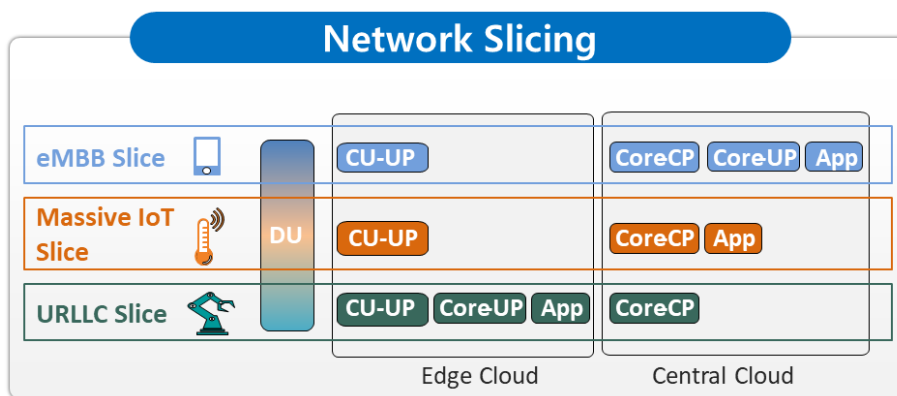 Network Slicing
eMBB Slice
CU-UP
CoreCP CoreUP App
Massive IoT
Slice
DU
CU-UP
CoreCP App
URLLC Slice
CU-UP CoreUP App
CoreCP
Edge Cloud
Central Cloud